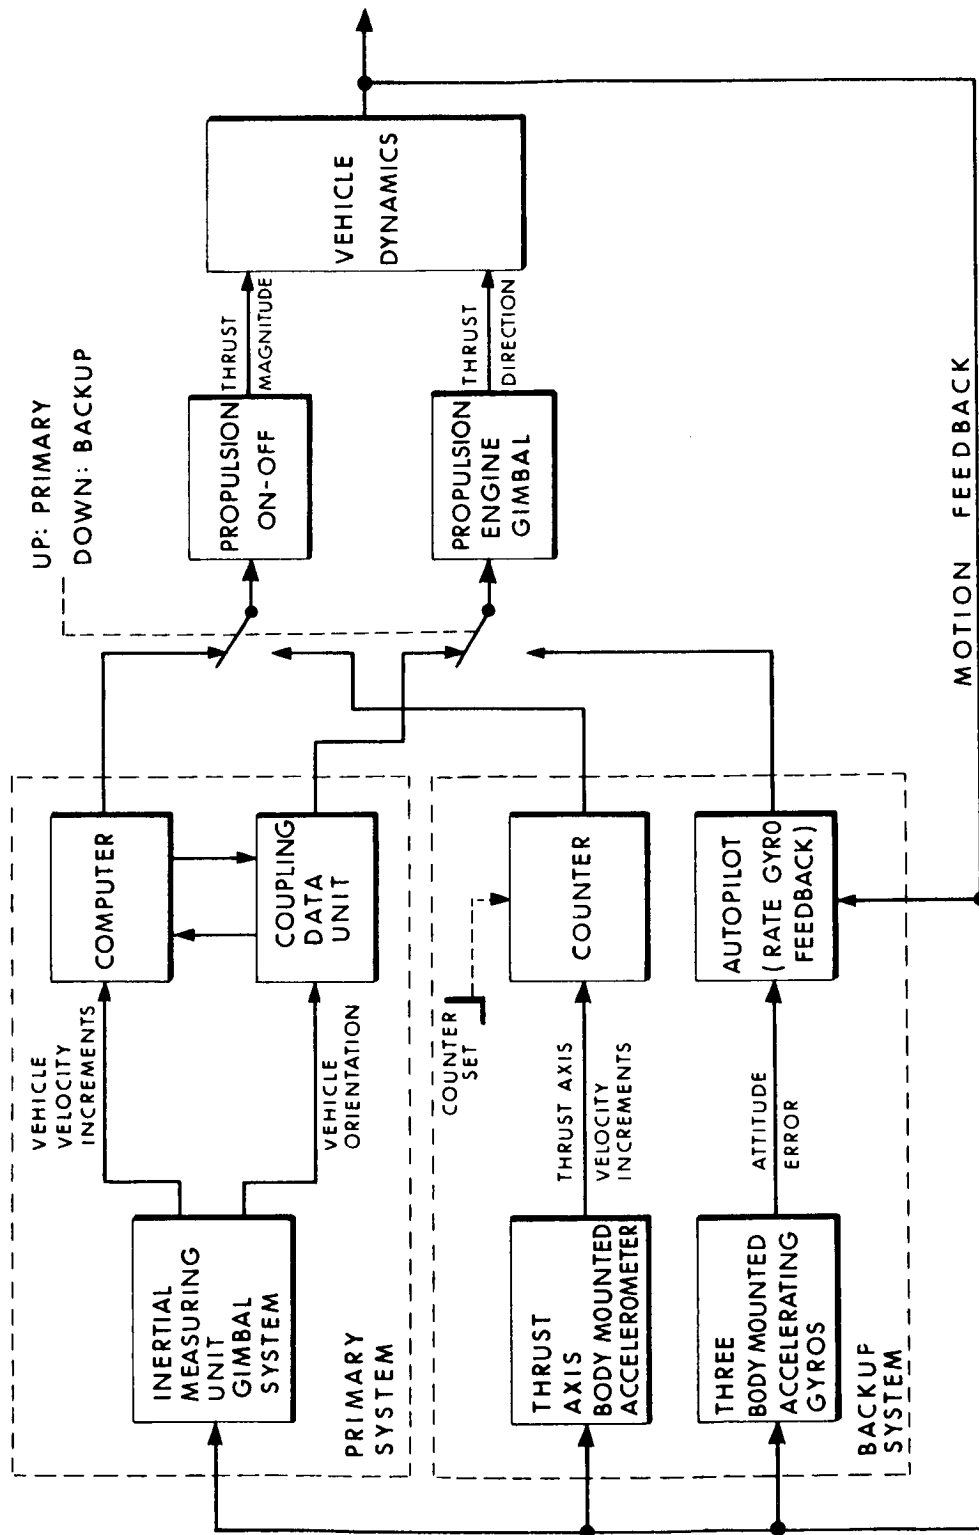 UP: PRIMARY
DOWN: BACKUP
VEHICLE
VELOCITY
INCREMENTS
COMPUTER
PROPULSION
ON-OFF
THRUST
MAGNITUDE
INERTIAL
MEASURING
UNIT
GIMBAL
SYSTEM
VEHICLE
ORIENTATION
COUPLING
DATA
UNIT
VEHICLE
DYNAMICS
PRIMARY
SYSTEM
COUNTER
SET
PROPULSION
ENGINE
GIMBAL
THRUST
DIRECTION
THRUST
AXIS
BODY MOUNTED
ACCELEROMETER
THRUST AXIS
VELOCITY
INCREMENTS
COUNTER
THREE
BODY MOUNTED
ACCELERATING
GYROS
ATTITUDE
ERROR
AUTOPILOT
(RATE GYRO
FEEDBACK)
BACKUP
SYSTEM
MOTION FEEDBACK